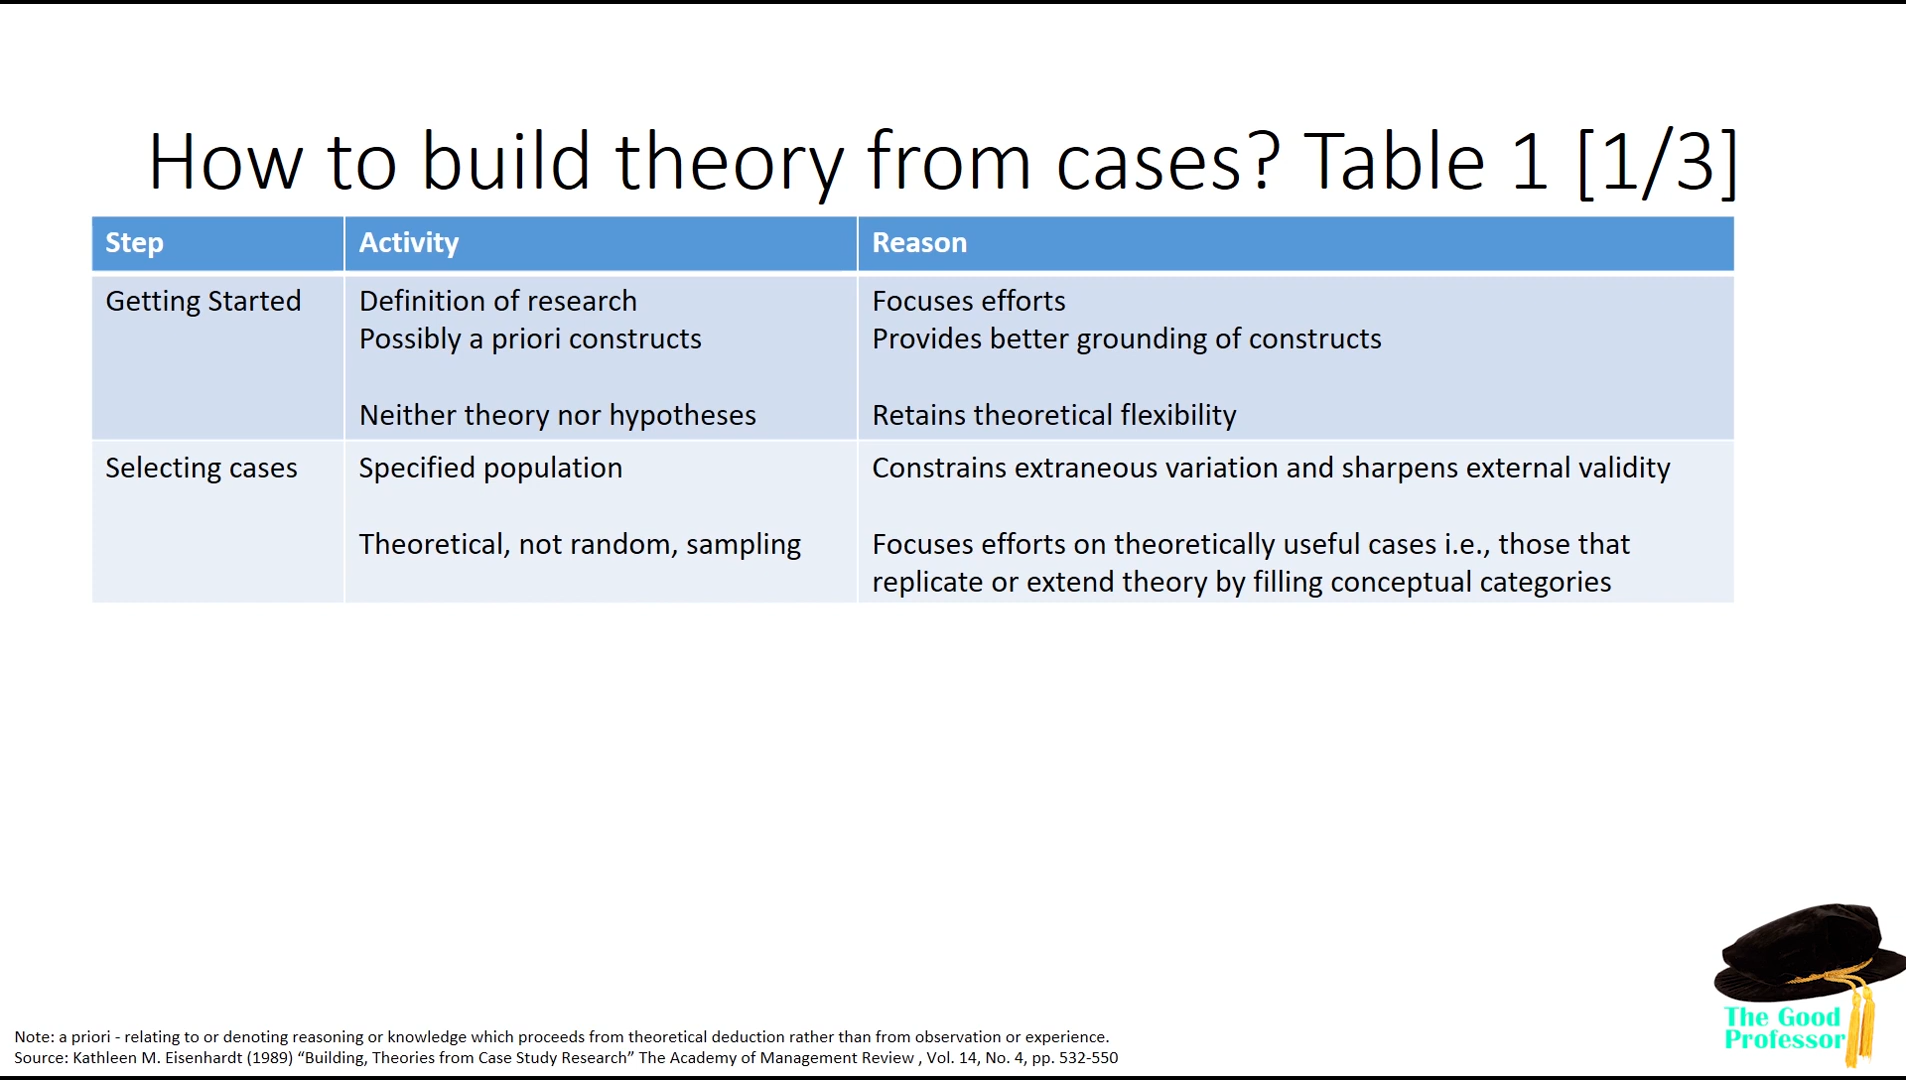 How to build theory from cases? Table 1 [1/3]
Step
Activity
Reason
Getting Started
Definition of research
Possibly a priori constructs
Neither theory nor hypotheses
Focuses efforts
Provides better grounding of constructs
Retains theoretical flexibility
Selecting cases
Specified population
Theoretical, not random, sampling
Constrains extraneous variation and sharpens external validity
Focuses efforts on theoretically useful cases i.e., those that
replicate or extend theory by filling conceptual categories
Note: a priori - relating to or denoting reasoning or knowledge which proceeds from theoretical deduction rather than from observation or experience.
Source: Kathleen M. Eisenhardt (1989) “Building, Theories from Case Study Research” The Academy of Management Review , Vol. 14, No. 4, pp. 532-550
The Good
Professor